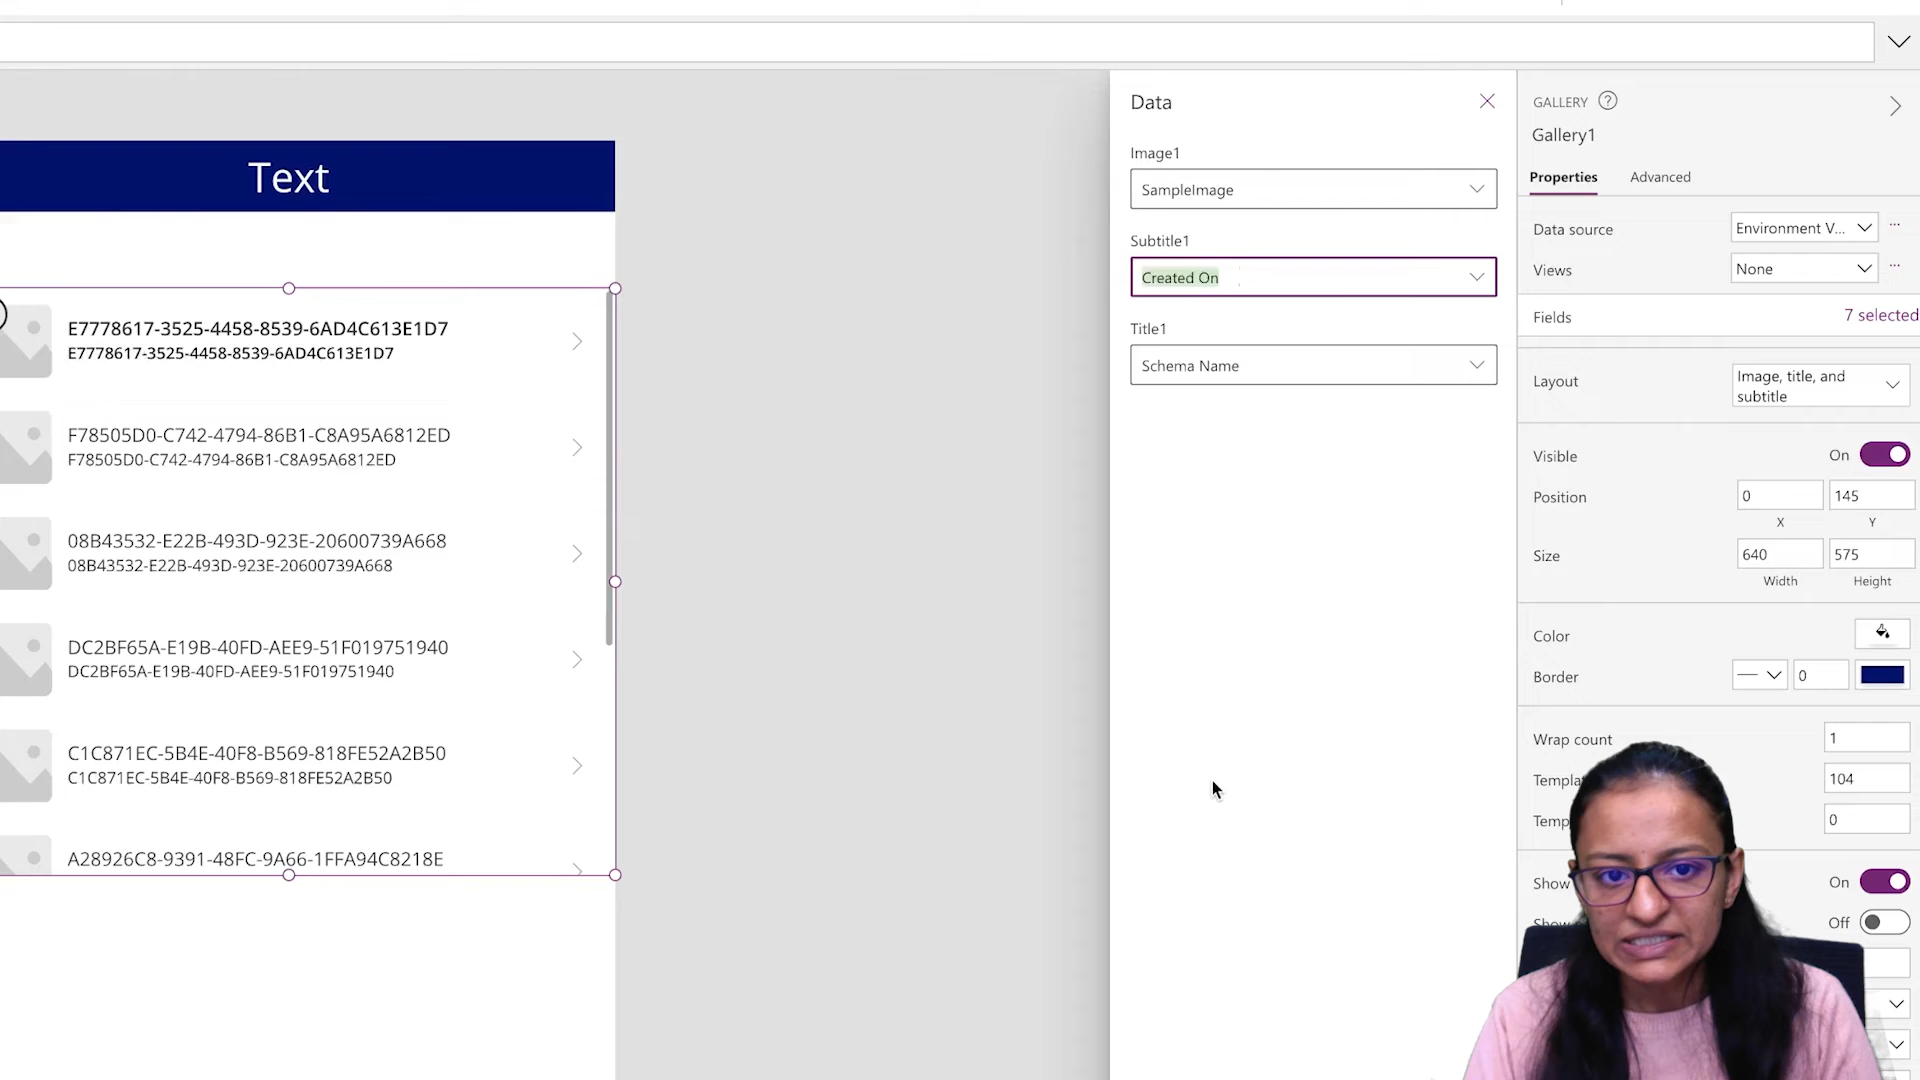 Text
E7778617-3525-4458-8539-6AD4C613E1D7
E7778617-3525-4458-8539-6AD4C613E1D7
F78505D0-C742-4794-86B1-C8A95A6812ED
F78505D0-C742-4794-86B1-C8A95A6812ED
08B43532-E22B-493D-923E-20600739A668
08B43532-E22B-493D-923E-20600739A668
DC2BF65A-E19B-40FD-AEE9-51F019751940
DC2BF65A-E19B-40FD-AEE9-51F019751940
C1C871EC-5B4E-40F8-B569-818FE52A2B50
C1C871EC-5B4E-40F8-B569-818FE52A2B50
A28926C8-9391-48FC-9A66-1FFA94C8218E
Data
Image1
SampleImage
Subtitle1
Created On
Title1
Schema Name
GALLERY ?
Gallery1
Properties Advanced
Data source Environment V... ...
Views None ...
Fields 7 selected
Layout Image, title, and
subtitle
Visible On
Position 0 145
X Y
Size 640 575
Width Height
Color
Border 0
Wrap count 1
Templa 104
Temp 0
Show On
Show Off